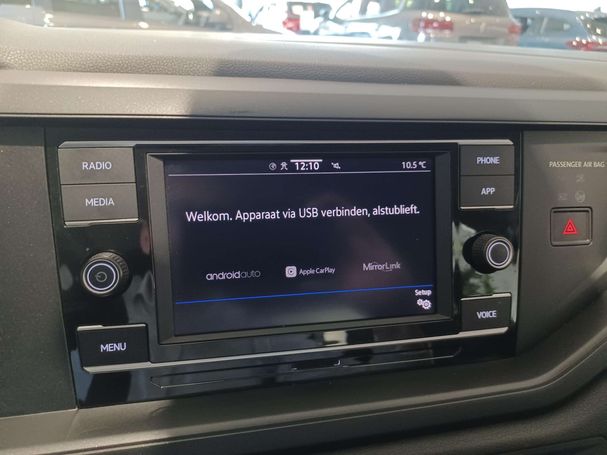 RADIO
MEDIA
MENU
12:10
10.5 °C
Welkom. Apparaat via USB verbinden, alstublieft.
androidauto
Apple CarPlay
MirrorLink
Setup
PHONE
APP
VOICE
PASSENGER AIR BAG